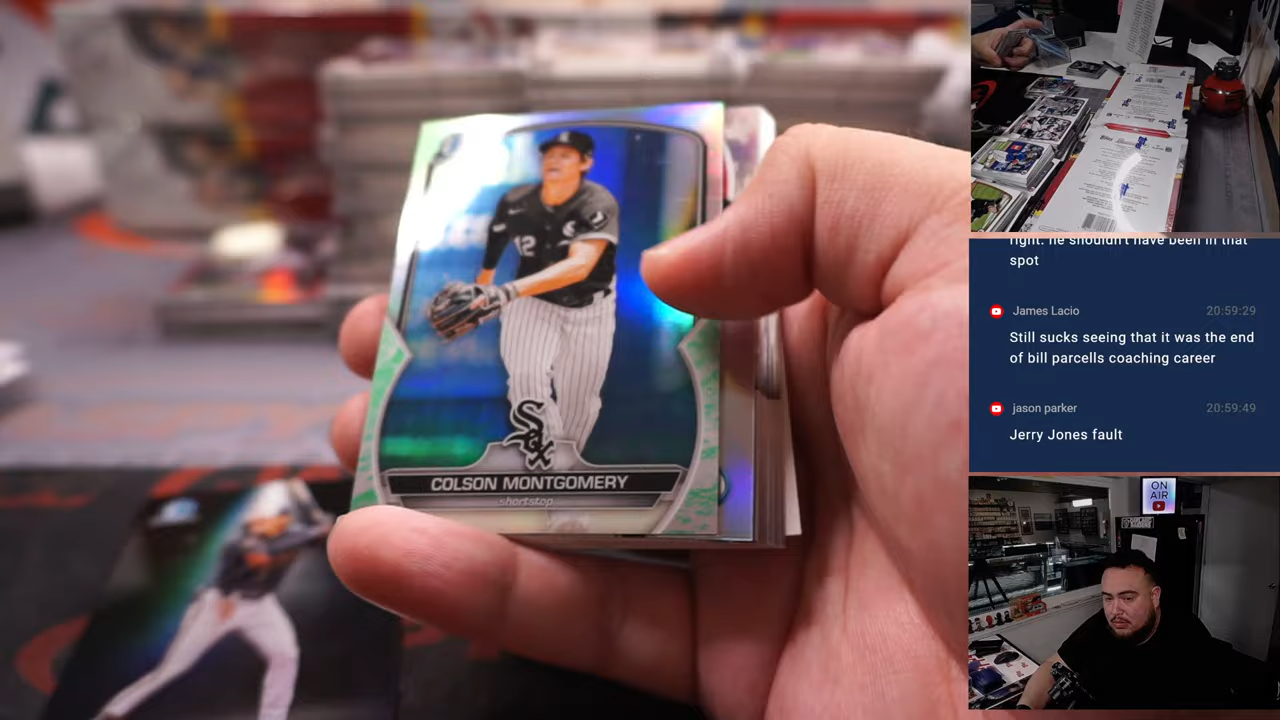 12
Sox
COLSON MONTGOMERY
shortstop
right. he shouldn't have been in that
spot
James Lacio 20:59:29
Still sucks seeing that it was the end
of bill parcells coaching career
jason parker 20:59:49
Jerry Jones fault
ON
AIR